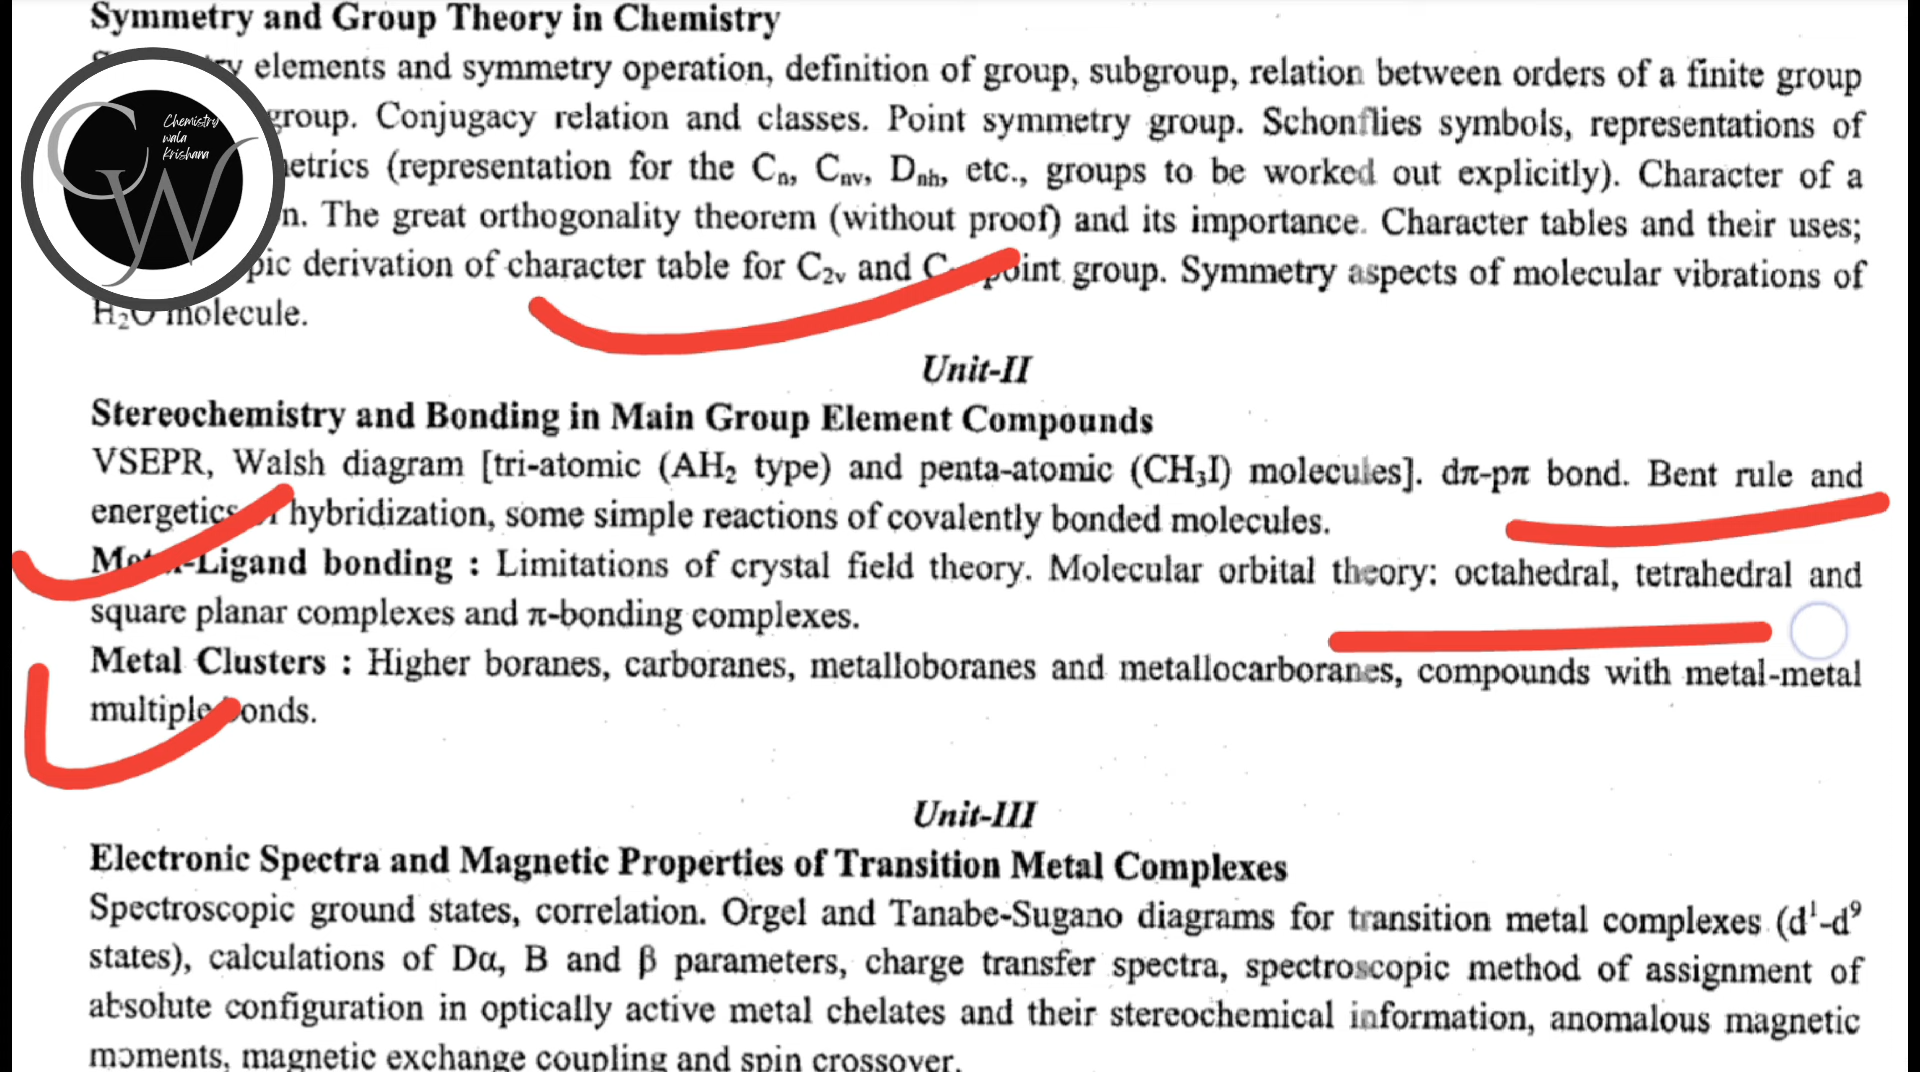 Symmetry and Group Theory in Chemistry
elements and symmetry operation, definition of group, subgroup, relation between orders of a finite group
group. Conjugacy relation and classes. Point symmetry group. Schonflies symbols, representations of
(representation for the Cn, Cnv, Dnh, etc., groups to be worked out explicitly). Character of a
The great orthogonality theorem (without proof) and its importance. Character tables and their uses;
derivation of character table for C2v and point group. Symmetry aspects of molecular vibrations of
H2O molecule.
Chemistry
wala
Krishana
CW
Unit-II
Stereochemistry and Bonding in Main Group Element Compounds
VSEPR, Walsh diagram [tri-atomic (AH2 type) and penta-atomic (CH3I) molecules]. dπ-pπ bond. Bent rule and
energetics hybridization, some simple reactions of covalently bonded molecules.
Metal-Ligand bonding : Limitations of crystal field theory. Molecular orbital theory: octahedral, tetrahedral and
square planar complexes and π-bonding complexes.
Metal Clusters : Higher boranes, carboranes, metalloboranes and metallocarboranes, compounds with metal-metal
multiple bonds.
Unit-III
Electronic Spectra and Magnetic Properties of Transition Metal Complexes
Spectroscopic ground states, correlation. Orgel and Tanabe-Sugano diagrams for transition metal complexes (d¹-d⁹
states), calculations of Dα, B and β parameters, charge transfer spectra, spectroscopic method of assignment of
absolute configuration in optically active metal chelates and their stereochemical information, anomalous magnetic
moments, magnetic exchange coupling and spin crossover.